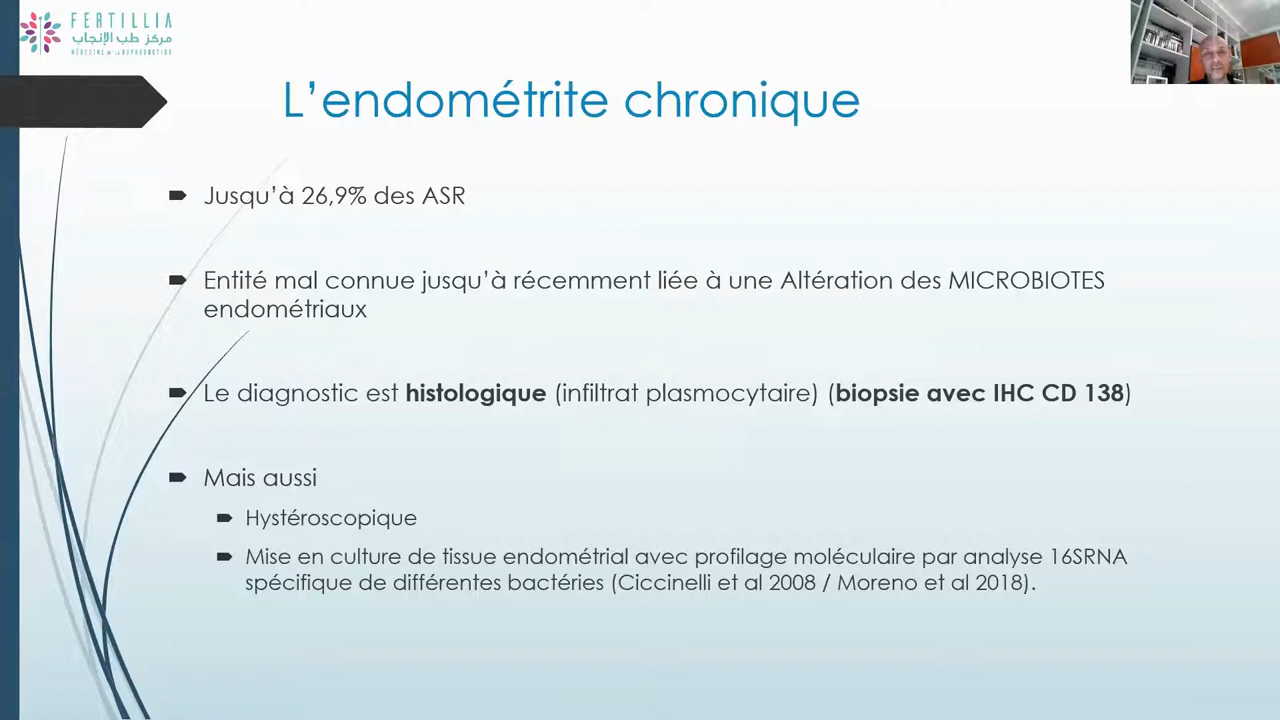 FERTILLIA
مركز طب الإنجاب
MÉDECINE DE LA REPRODUCTION
L’endométrite chronique
Jusqu’à 26,9% des ASR
Entité mal connue jusqu’à récemment liée à une Altération des MICROBIOTES
endométriaux
Le diagnostic est histologique (infiltrat plasmocytaire) (biopsie avec IHC CD 138)
Mais aussi
Hystéroscopique
Mise en culture de tissue endométrial avec profilage moléculaire par analyse 16SRNA
spécifique de différentes bactéries (Ciccinelli et al 2008 / Moreno et al 2018).